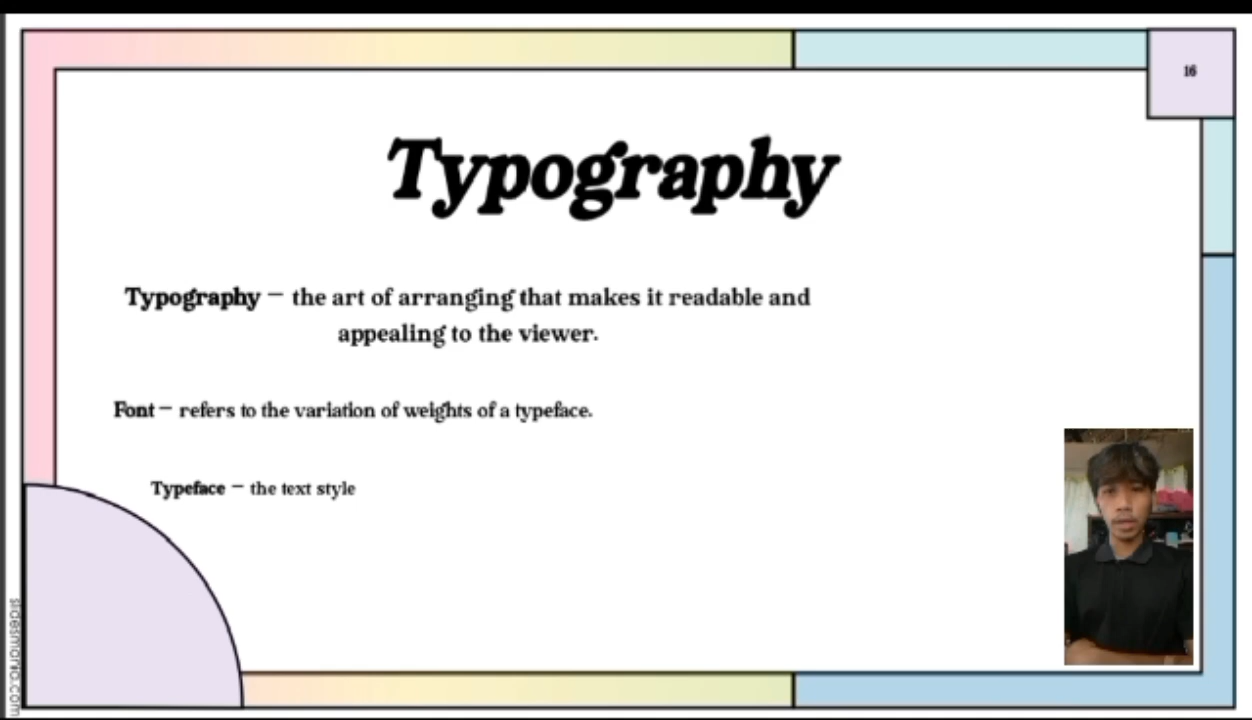 16
Typography
Typography – the art of arranging that makes it readable and
appealing to the viewer.
Font – refers to the variation of weights of a typeface.
Typeface – the text style
slidesmania.com